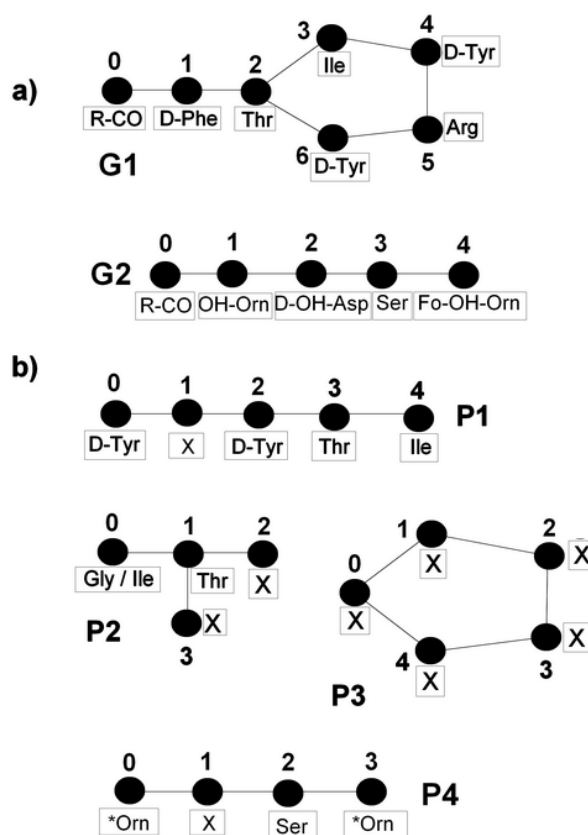 a)
0 1 2 3 4
R-CO D-Phe Thr Ile D-Tyr
6 D-Tyr Arg 5
G1
0 1 2 3 4
G2
R-CO OH-Orn D-OH-Asp Ser Fo-OH-Orn
b)
0 1 2 3 4
D-Tyr X D-Tyr Thr Ile
P1
0 1 2
Gly / Ile Thr X
X
3
P2
0 1 2
X X X
4 X X 3
P3
0 1 2 3
*Orn X Ser *Orn
P4